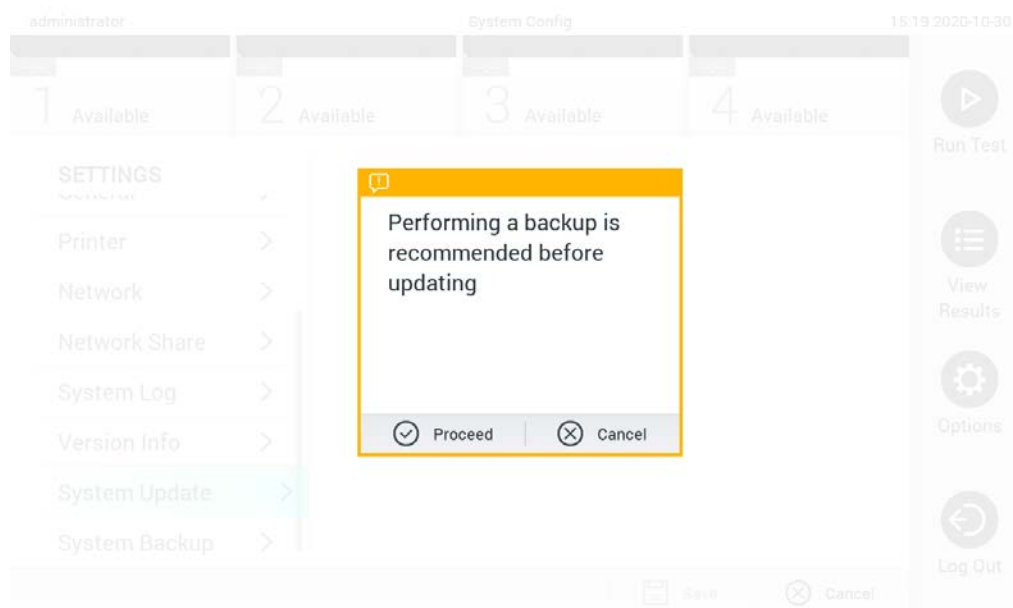 administrator
System Config
15:19 2020-10-30
1 Available
2 Available
3 Available
4 Available
Run Test
SETTINGS
General
Printer
Network
Network Share
System Log
Version Info
System Update
System Backup
Performing a backup is
recommended before
updating
Proceed
Cancel
View
Results
Options
Log Out
Save
Cancel